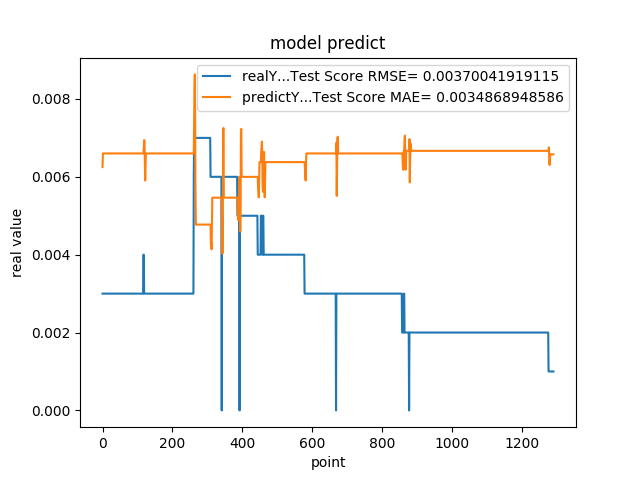 model predict
realY...Test Score RMSE= 0.00370041919115
predictY...Test Score MAE= 0.0034868948586
0.008
0.006
0.004
0.002
0.000
real value
0 200 400 600 800 1000 1200
point